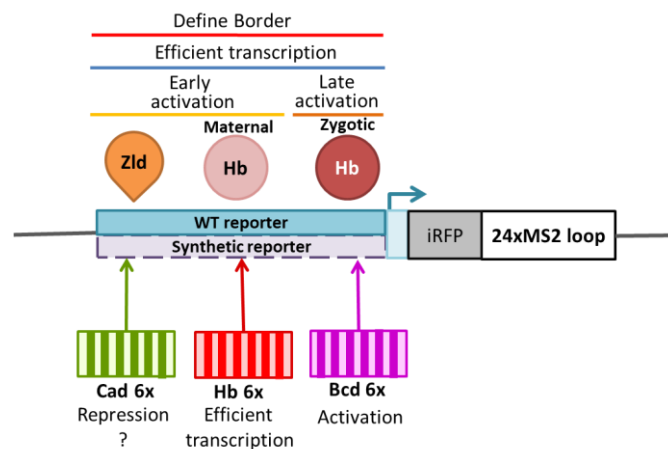 Define Border
Efficient transcription
Early
activation
Late
activation
Maternal
Zygotic
Zld
Hb
Hb
WT reporter
Synthetic reporter
iRFP
24xMS2 loop
Cad 6x
Repression
?
Hb 6x
Efficient
transcription
Bcd 6x
Activation